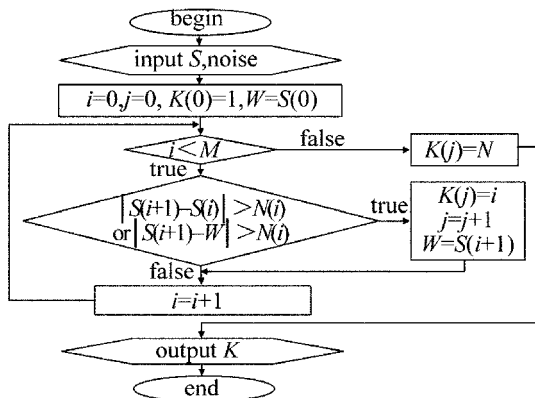 begin
input S,noise
i=0,j=0, K(0)=1,W=S(0)
i<M
false
K(j)=N
true
|S(i+1)–S(i)|>N(i)
or|S(i+1)–W|>N(i)
true
K(j)=i
j=j+1
W=S(i+1)
false
i=i+1
output K
end